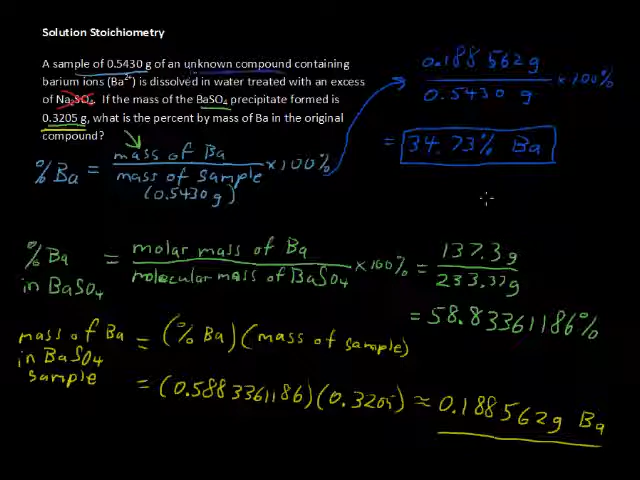 Solution Stoichiometry
A sample of 0.5430 g of an unknown compound containing
barium ions (Ba²⁺) is dissolved in water treated with an excess
of Na₂SO₄. If the mass of the BaSO₄ precipitate formed is
0.3205 g, what is the percent by mass of Ba in the original
compound?
% Ba = mass of Ba / mass of sample × 100%
(0.5430 g)
0.188562 g / 0.5430 g × 100%
= 34.73% Ba
% Ba in BaSO₄ = molar mass of Ba / molecular mass of BaSO₄ × 100% = 137.3 g / 233.37 g
= 58.83361186%
mass of Ba in BaSO₄ sample = (% Ba)(mass of sample)
= (0.5883361186)(0.3205) ≈ 0.188562 g Ba